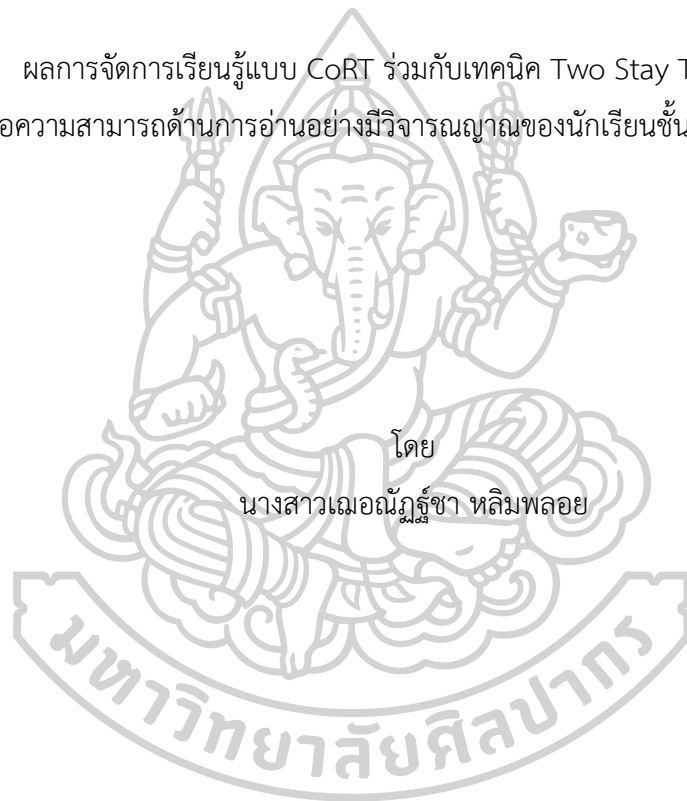 ผลการจัดการเรียนรู้แบบ CoRT ร่วมกับเทคนิค Two Stay T
อความสามารถด้านการอ่านอย่างมีวิจารณญาณของนักเรียนชั้น
โดย
นางสาวเฌอณัฏฐ์ชา หลิมพลอย
มหาวิทยาลัยศิลปากร